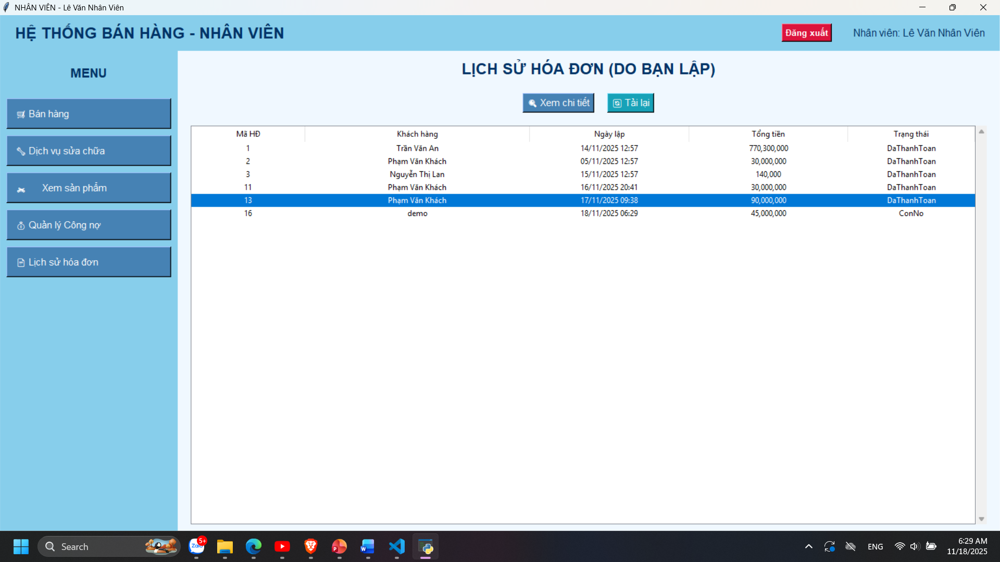 NHÂN VIÊN - Lê Văn Nhân Viên
HỆ THỐNG BÁN HÀNG - NHÂN VIÊN
Đăng xuất
Nhân viên: Lê Văn Nhân Viên
MENU
Bán hàng
Dịch vụ sửa chữa
Xem sản phẩm
Quản lý Công nợ
Lịch sử hóa đơn
LỊCH SỬ HÓA ĐƠN (DO BẠN LẬP)
Xem chi tiết
Tải lại
Mã HĐ Khách hàng Ngày lập Tổng tiền Trạng thái
1 Trần Văn An 14/11/2025 12:57 770,300,000 DaThanhToan
2 Phạm Văn Khách 05/11/2025 12:57 30,000,000 DaThanhToan
3 Nguyễn Thị Lan 15/11/2025 12:57 140,000 DaThanhToan
11 Phạm Văn Khách 16/11/2025 20:41 30,000,000 DaThanhToan
13 Phạm Văn Khách 17/11/2025 09:38 90,000,000 DaThanhToan
16 demo 18/11/2025 06:29 45,000,000 ConNo
Search
Zalo
5+
P
W
ENG
6:29 AM
11/18/2025